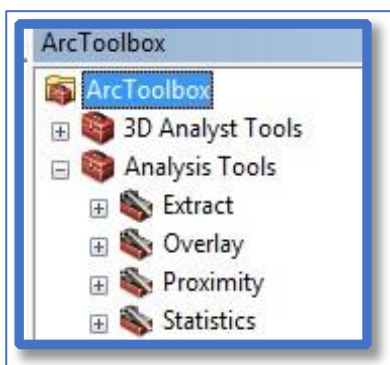 ArcToolbox
ArcToolbox
3D Analyst Tools
Analysis Tools
Extract
Overlay
Proximity
Statistics